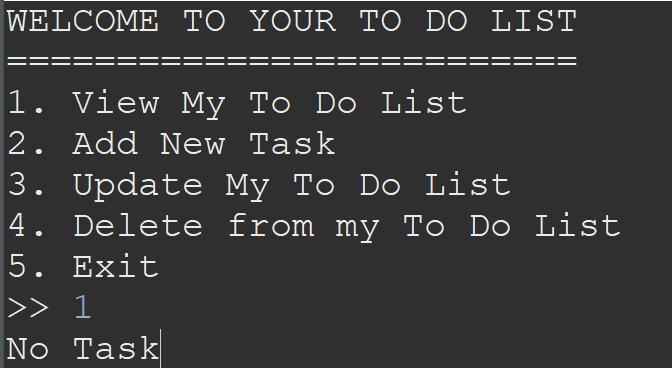 WELCOME TO YOUR TO DO LIST
==========================
1. View My To Do List
2. Add New Task
3. Update My To Do List
4. Delete from my To Do List
5. Exit
>> 1
No Task